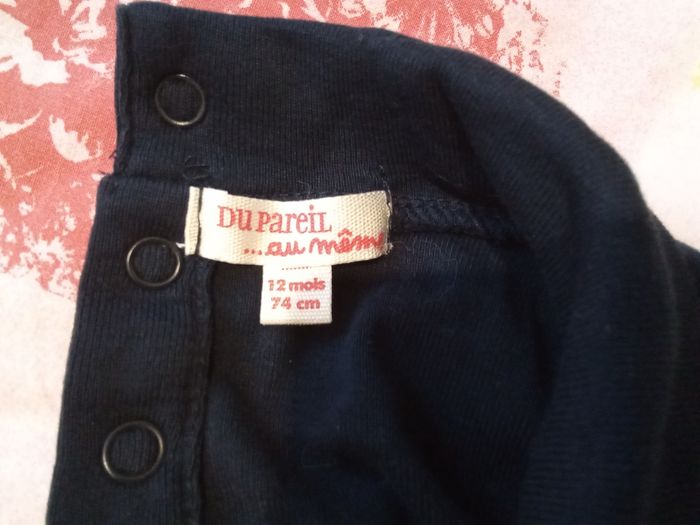 Du Pareil
...au même
12 mois
74 cm